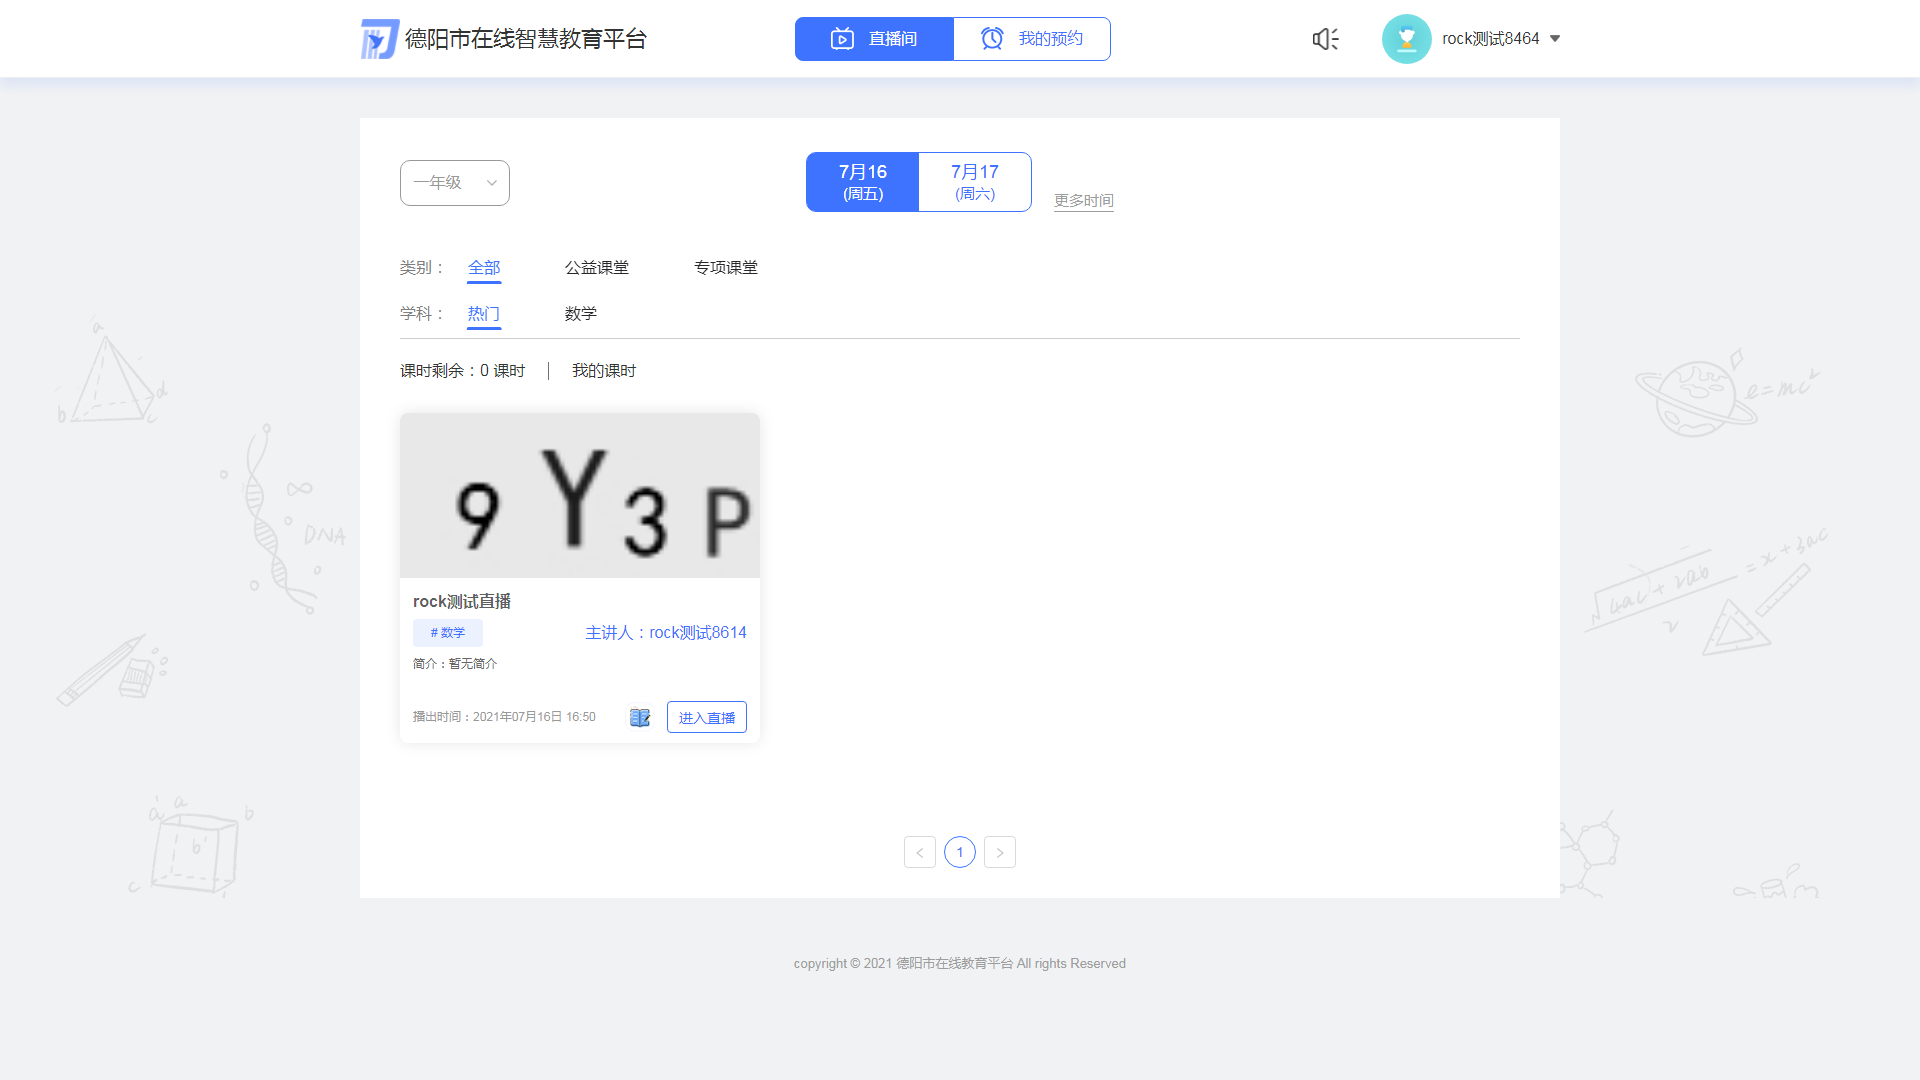 德阳市在线智慧教育平台
直播间
我的预约
rock测试8464
一年级
7月16
(周五)
7月17
(周六)
更多时间
类别：
全部
公益课堂
专项课堂
学科：
热门
数学
课时剩余：0 课时
我的课时
9 Y 3 P
rock测试直播
# 数学
主讲人：rock测试8614
简介：暂无简介
播出时间：2021年07月16日 16:50
进入直播
< 1 >
copyright © 2021 德阳市在线教育平台 All rights Reserved
a
b
c
d
DNA
e=mc²
a' a b
b'
c